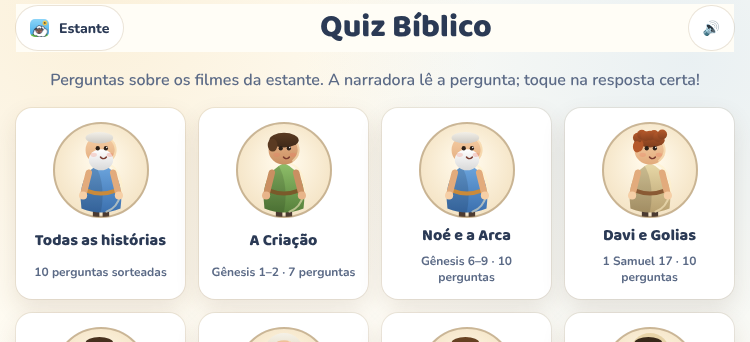 Estante
Quiz Bíblico
Perguntas sobre os filmes da estante. A narradora lê a pergunta; toque na resposta certa!
Todas as histórias
10 perguntas sorteadas
A Criação
Gênesis 1–2 · 7 perguntas
Noé e a Arca
Gênesis 6–9 · 10
perguntas
Davi e Golias
1 Samuel 17 · 10
perguntas